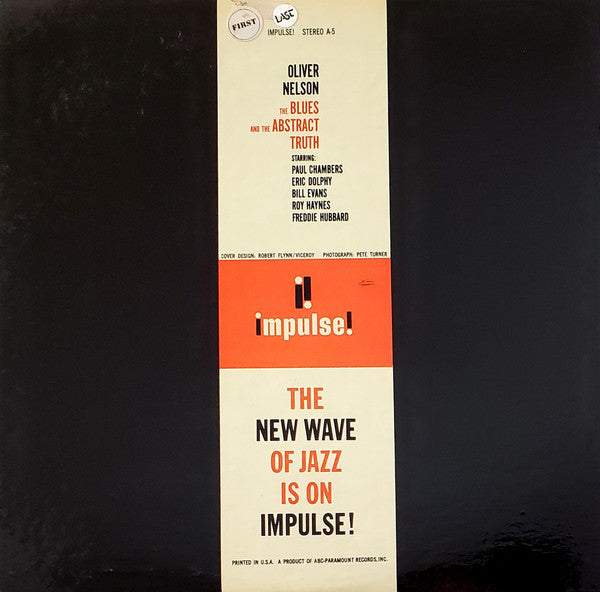 FIRST
LAST
IMPULSE! STEREO A-5
OLIVER
NELSON
THE BLUES
AND THE ABSTRACT
TRUTH
STARRING:
PAUL CHAMBERS
ERIC DOLPHY
BILL EVANS
ROY HAYNES
FREDDIE HUBBARD
COVER DESIGN: ROBERT FLYNN/VICEROY PHOTOGRAPH: PETE TURNER
i!
impulse!
THE
NEW WAVE
OF JAZZ
IS ON
IMPULSE!
PRINTED IN U.S.A. A PRODUCT OF ABC-PARAMOUNT RECORDS, INC.